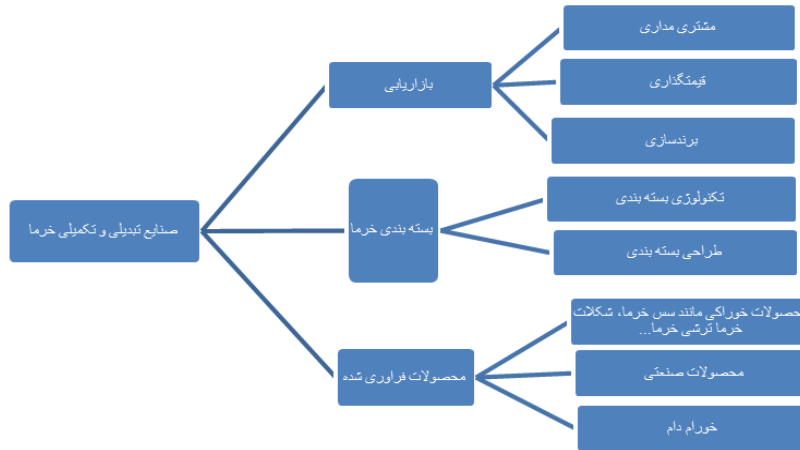 صنایع تبدیلی و تکمیلی خرما
بازاریابی
مشتری مداری
قیمتگذاری
برندسازی
بسته بندی خرما
تکنولوژی بسته بندی
طراحی بسته بندی
محصولات فراوری شده
حصولات خوراکی مانند سس خرما، شکلات
خرما ترشی خرما...
محصولات صنعتی
خورام دام